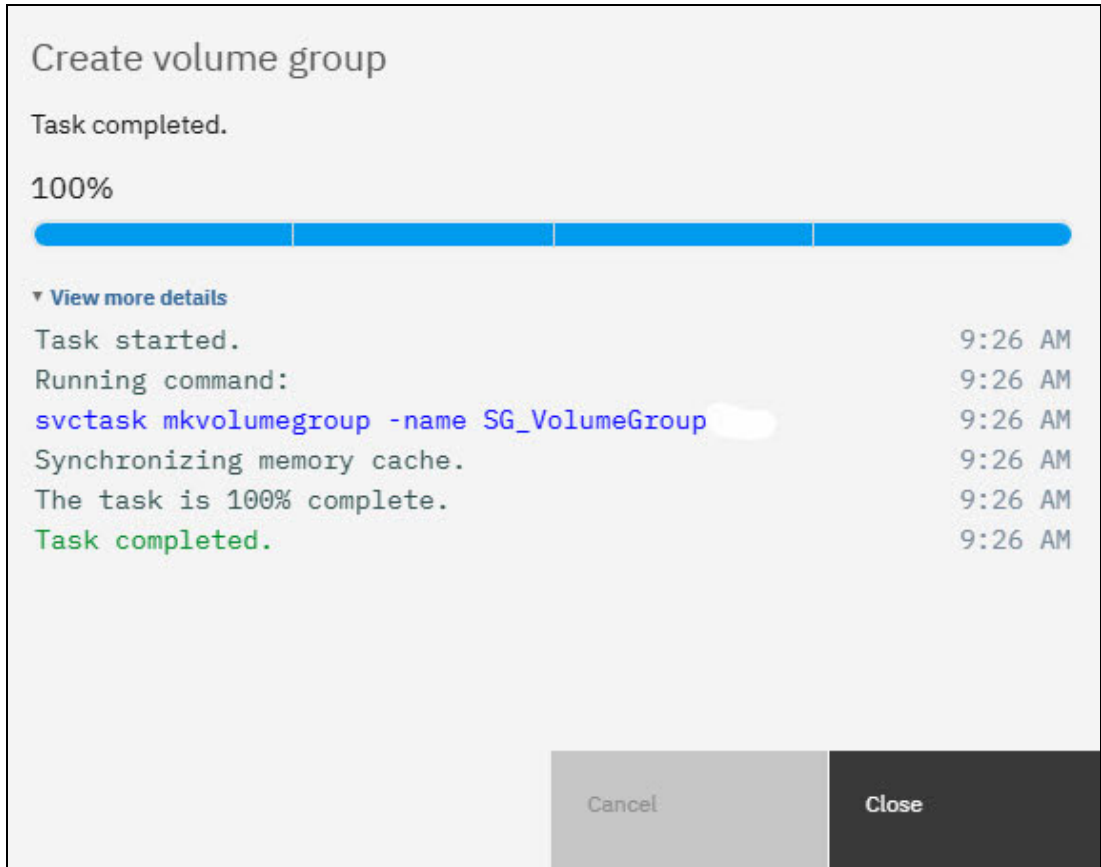 Create volume group
Task completed.
100%
▼ View more details
Task started. 9:26 AM
Running command: 9:26 AM
svctask mkvolumegroup -name SG_VolumeGroup 9:26 AM
Synchronizing memory cache. 9:26 AM
The task is 100% complete. 9:26 AM
Task completed. 9:26 AM
Cancel Close